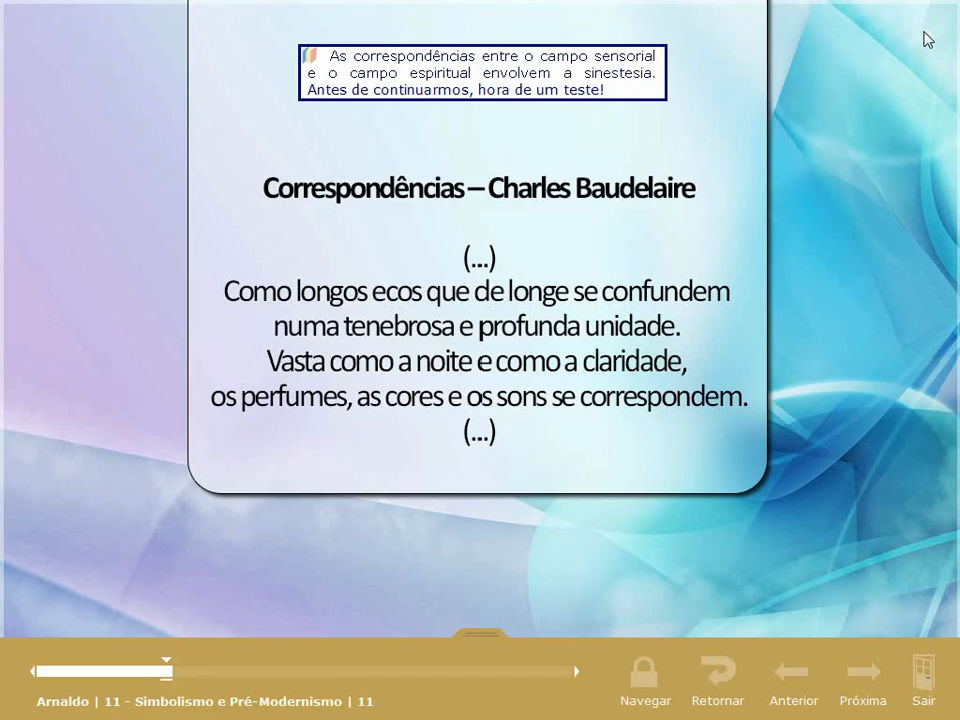 As correspondências entre o campo sensorial
e o campo espiritual envolvem a sinestesia.
Antes de continuarmos, hora de um teste!
Correspondências – Charles Baudelaire
(...)
Como longos ecos que de longe se confundem
numa tenebrosa e profunda unidade.
Vasta como a noite e como a claridade,
os perfumes, as cores e os sons se correspondem.
(...)
Navegar Retornar Anterior Próxima Sair
Arnaldo | 11 - Simbolismo e Pré-Modernismo | 11